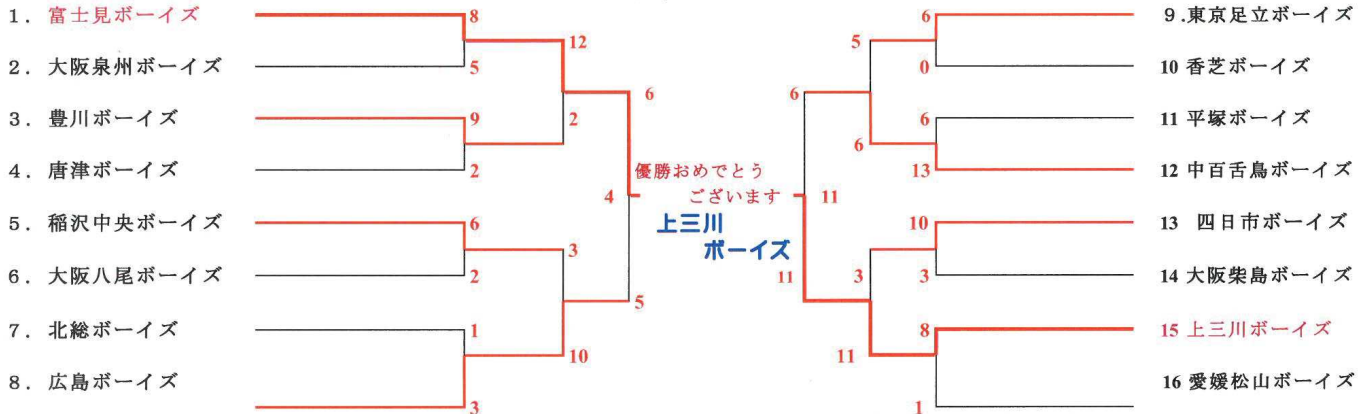 1. 富士見ボーイズ
2. 大阪泉州ボーイズ
3. 豊川ボーイズ
4. 唐津ボーイズ
5. 稲沢中央ボーイズ
6. 大阪八尾ボーイズ
7. 北総ボーイズ
8. 広島ボーイズ
8
5
9
2
6
2
1
3
12
2
3
10
6
5
4
優勝おめでとう
ございます
上三川
ボーイズ
11
6
11
5
6
3
11
6
0
6
13
10
3
8
1
9.東京足立ボーイズ
10 香芝ボーイズ
11 平塚ボーイズ
12 中百舌鳥ボーイズ
13 四日市ボーイズ
14 大阪柴島ボーイズ
15 上三川ボーイズ
16 愛媛松山ボーイズ